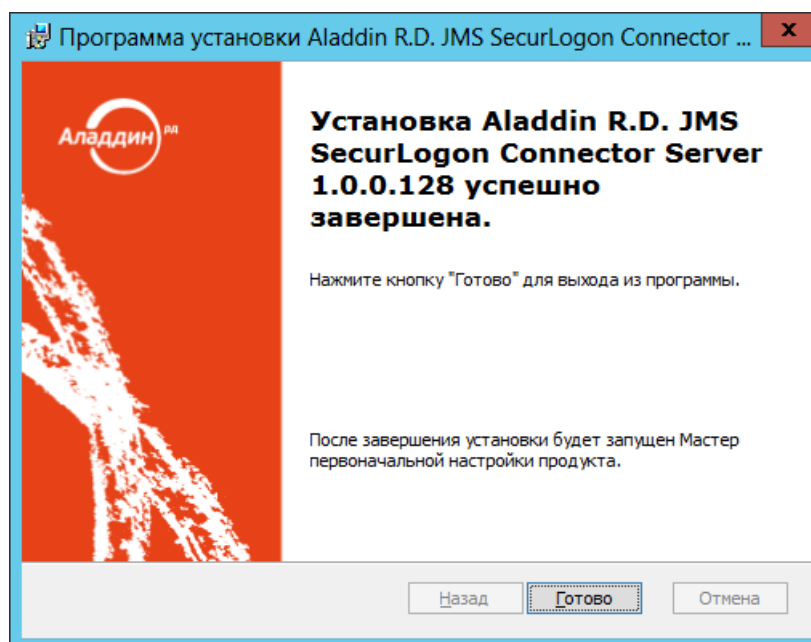 Программа установки Aladdin R.D. JMS SecurLogon Connector ...
x
Аладдин РД
Установка Aladdin R.D. JMS
SecurLogon Connector Server
1.0.0.128 успешно
завершена.
Нажмите кнопку "Готово" для выхода из программы.
После завершения установки будет запущен Мастер
первоначальной настройки продукта.
Назад Готово Отмена